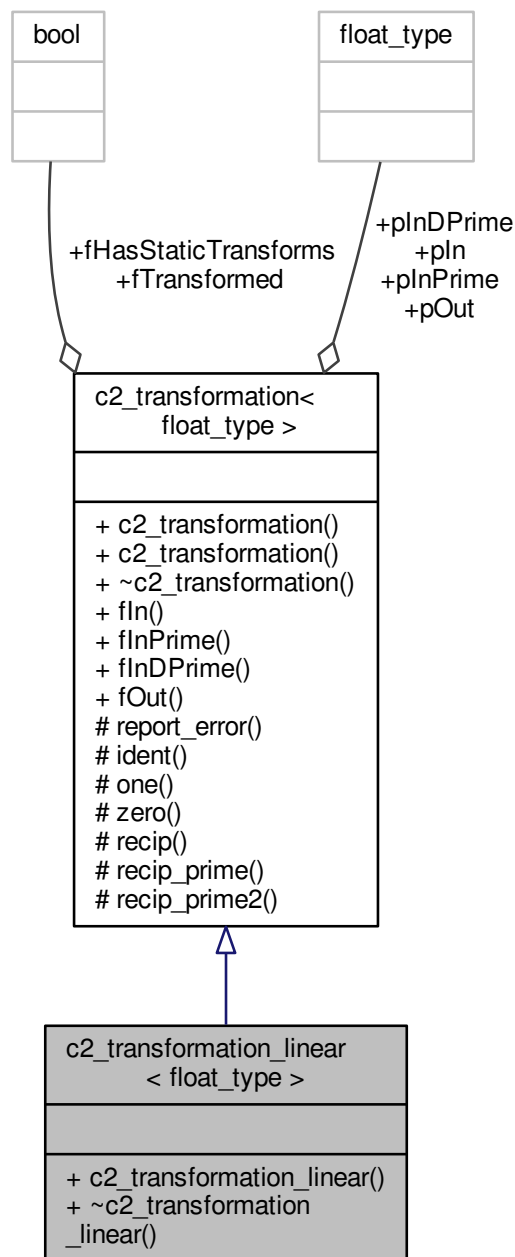 bool
float_type
+fHasStaticTransforms
+fTransformed
+pInDPrime
+pIn
+pInPrime
+pOut
c2_transformation<
float_type >
+ c2_transformation()
+ c2_transformation()
+ ~c2_transformation()
+ fIn()
+ fInPrime()
+ fInDPrime()
+ fOut()
# report_error()
# ident()
# one()
# zero()
# recip()
# recip_prime()
# recip_prime2()
c2_transformation_linear
< float_type >
+ c2_transformation_linear()
+ ~c2_transformation
_linear()